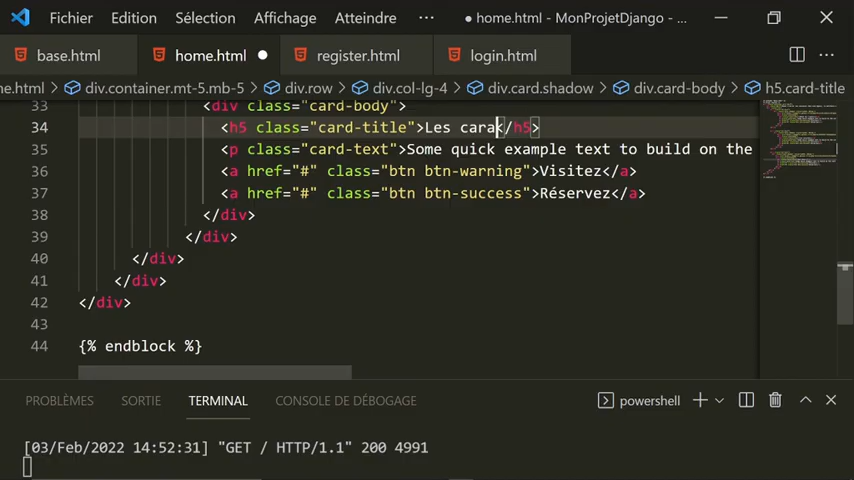 Fichier Edition Sélection Affichage Atteindre ··· ● home.html - MonProjetDjango - ...
base.html home.html ● register.html login.html ···
me.html > div.container.mt-5.mb-5 > div.row > div.col-lg-4 > div.card.shadow > div.card-body > h5.card-title
33 <div class="card-body">
34 <h5 class="card-title">Les cara</h5>
35 <p class="card-text">Some quick example text to build on the
36 <a href="#" class="btn btn-warning">Visitez</a>
37 <a href="#" class="btn btn-success">Réservez</a>
38 </div>
39 </div>
40 </div>
41 </div>
42 </div>
43
44 {% endblock %}
PROBLÈMES SORTIE TERMINAL CONSOLE DE DÉBOGAGE powershell
[03/Feb/2022 14:52:31] "GET / HTTP/1.1" 200 4991